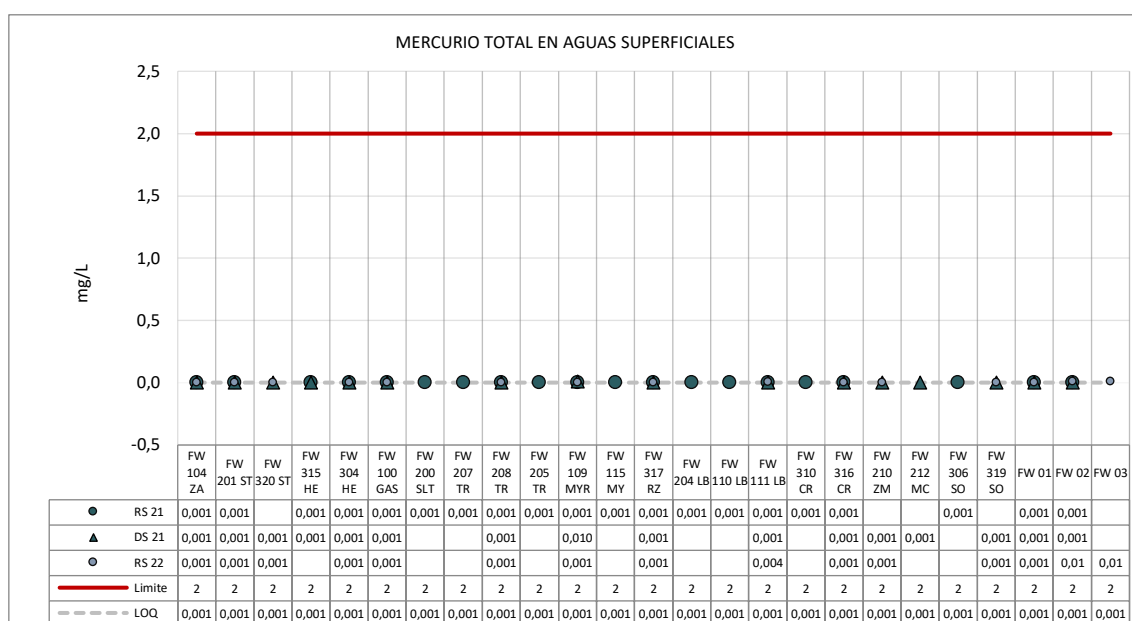 MERCURIO TOTAL EN AGUAS SUPERFICIALES
2,5
2,0
1,5
1,0
0,5
0,0
-0,5
mg/L
FW 104 ZA FW 201 ST FW 320 ST FW 315 HE FW 304 HE FW 100 GAS FW 200 SLT FW 207 TR FW 208 TR FW 205 TR FW 109 MYR FW 115 MY FW 317 RZ FW 204 LB FW 110 LB FW 111 LB FW 310 CR FW 316 CR FW 210 ZM FW 212 MC FW 306 SO FW 319 SO FW 01 FW 02 FW 03
RS 21 0,001 0,001 0,001 0,001 0,001 0,001 0,001 0,001 0,001 0,001 0,001 0,001 0,001 0,001 0,001 0,001 0,001 0,001 0,001 0,001
DS 21 0,001 0,001 0,001 0,001 0,001 0,001 0,001 0,010 0,001 0,001 0,001 0,001 0,001 0,001 0,001 0,001
RS 22 0,001 0,001 0,001 0,001 0,001 0,001 0,001 0,001 0,004 0,001 0,001 0,001 0,001 0,01 0,01
Limite 2 2 2 2 2 2 2 2 2 2 2 2 2 2 2 2 2 2 2 2 2 2 2 2 2
LOQ 0,001 0,001 0,001 0,001 0,001 0,001 0,001 0,001 0,001 0,001 0,001 0,001 0,001 0,001 0,001 0,001 0,001 0,001 0,001 0,001 0,001 0,001 0,001 0,001 0,001